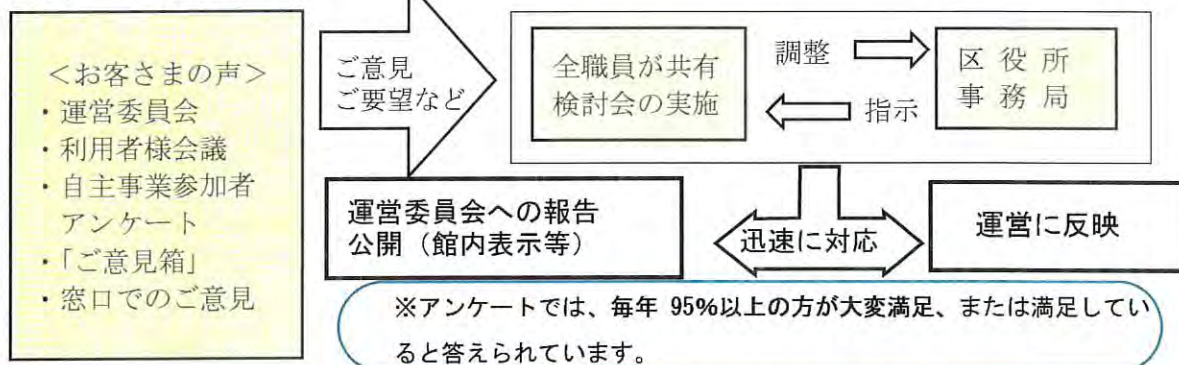 ＜お客さまの声＞
・運営委員会
・利用者様会議
・自主事業参加者
アンケート
・「ご意見箱」
・窓口でのご意見
ご意見
ご要望など
全職員が共有
検討会の実施
調整
指示
区役所
事務局
運営委員会への報告
公開（館内表示等）
迅速に対応
運営に反映
※アンケートでは、毎年 95%以上の方が大変満足、または満足してい
ると答えられています。